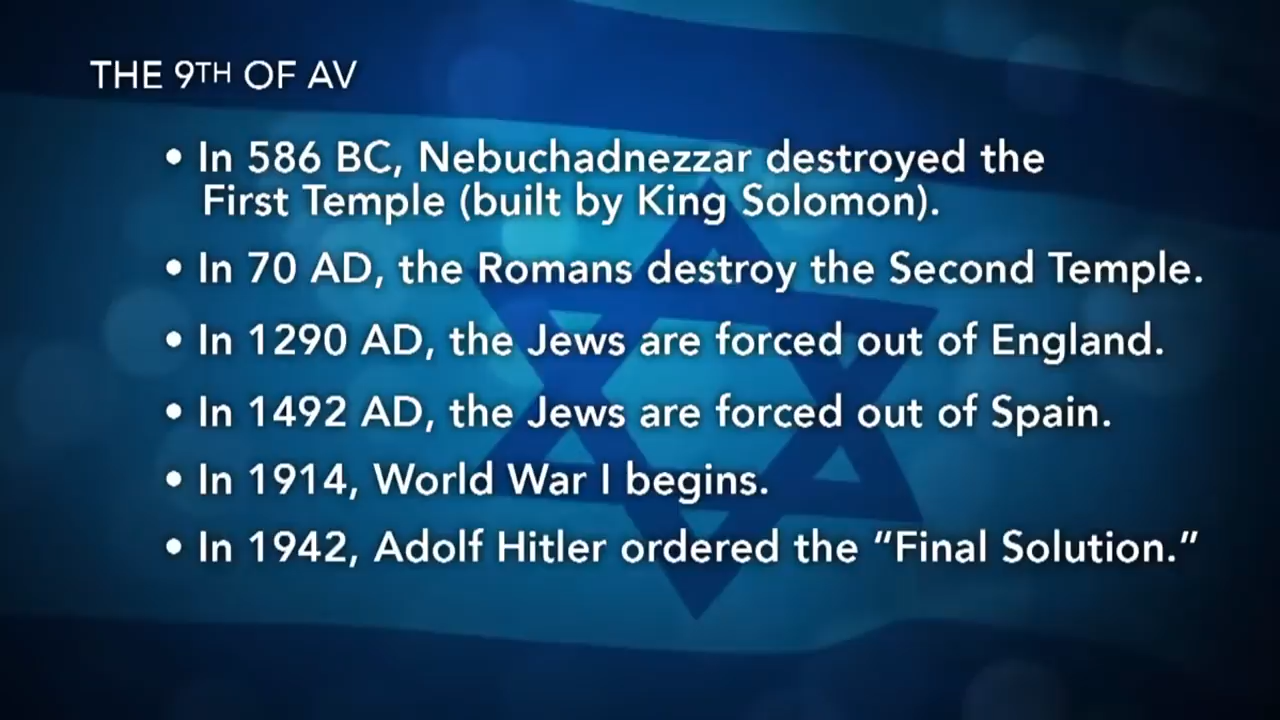 THE 9TH OF AV
• In 586 BC, Nebuchadnezzar destroyed the
First Temple (built by King Solomon).
• In 70 AD, the Romans destroy the Second Temple.
• In 1290 AD, the Jews are forced out of England.
• In 1492 AD, the Jews are forced out of Spain.
• In 1914, World War I begins.
• In 1942, Adolf Hitler ordered the “Final Solution.”